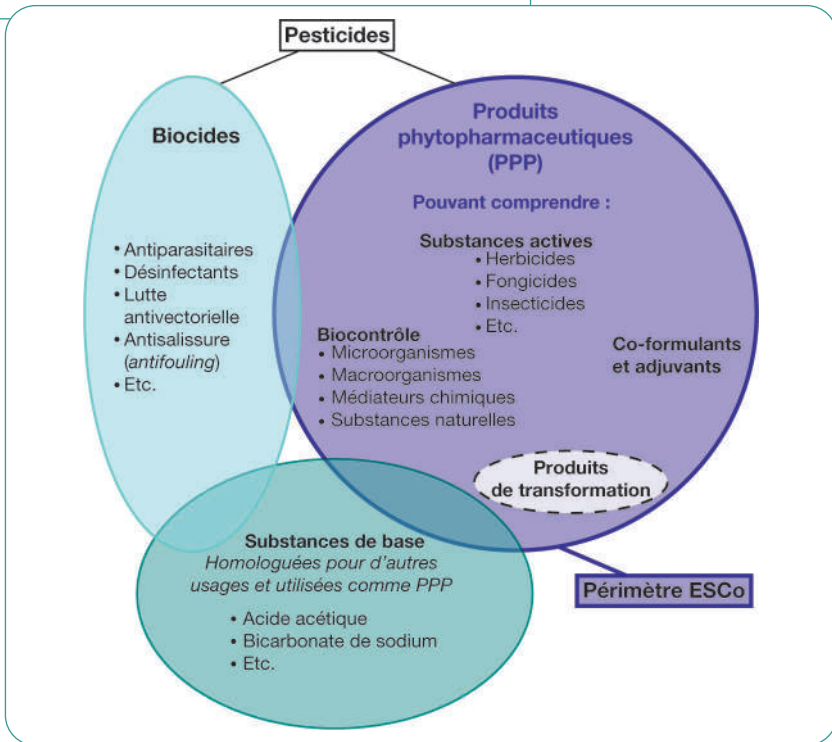 Pesticides
Biocides
• Antiparasitaires
• Désinfectants
• Lutte
antivectorielle
• Antisalissure
(antifouling)
• Etc.
Produits
phytopharmaceutiques
(PPP)
Pouvant comprendre :
Substances actives
• Herbicides
• Fongicides
• Insecticides
• Etc.
Biocontrôle
• Microorganismes
• Macroorganismes
• Médiateurs chimiques
• Substances naturelles
Co-formulants
et adjuvants
Produits
de transformation
Substances de base
Homologuées pour d'autres
usages et utilisées comme PPP
• Acide acétique
• Bicarbonate de sodium
• Etc.
Périmètre ESCo